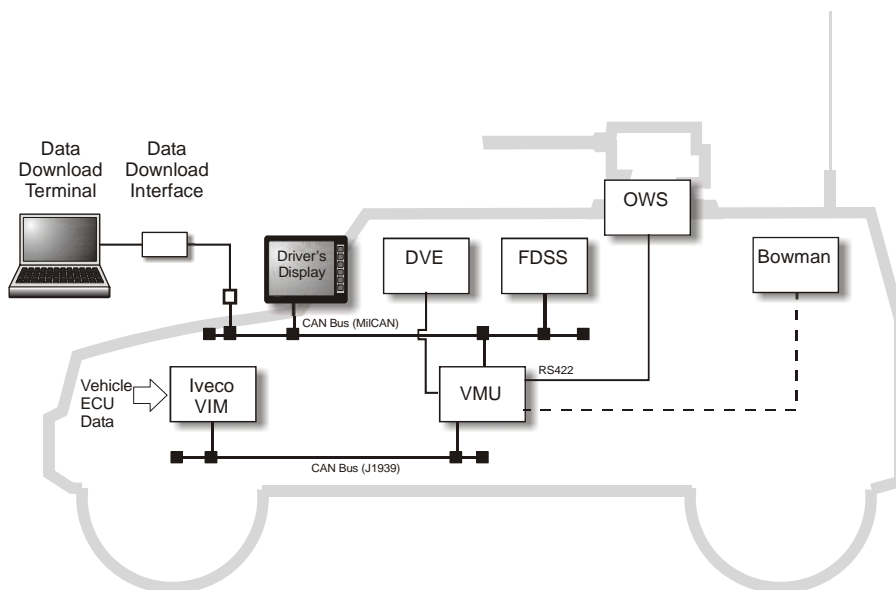 Data
Download
Terminal
Data
Download
Interface
OWS
Driver's
Display
DVE
FDSS
Bowman
CAN Bus (MilCAN)
RS422
Vehicle
ECU
Data
Iveco
VIM
VMU
CAN Bus (J1939)